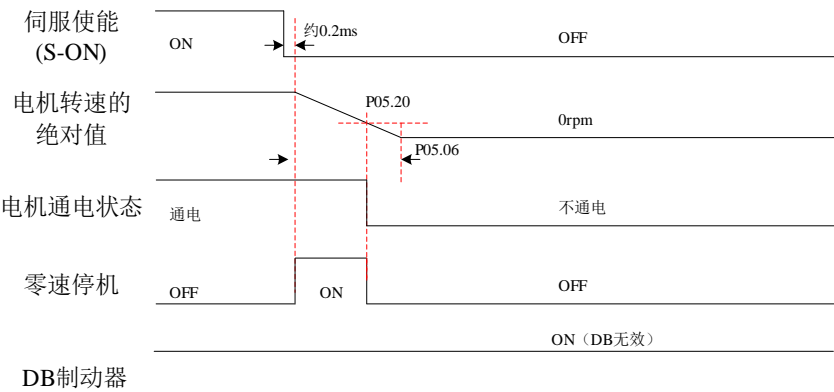 伺服使能
(S-ON)
ON
约0.2ms
OFF
电机转速的
绝对值
P05.20
0rpm
P05.06
电机通电状态
通电
不通电
零速停机
OFF
ON
OFF
ON（DB无效）
DB制动器